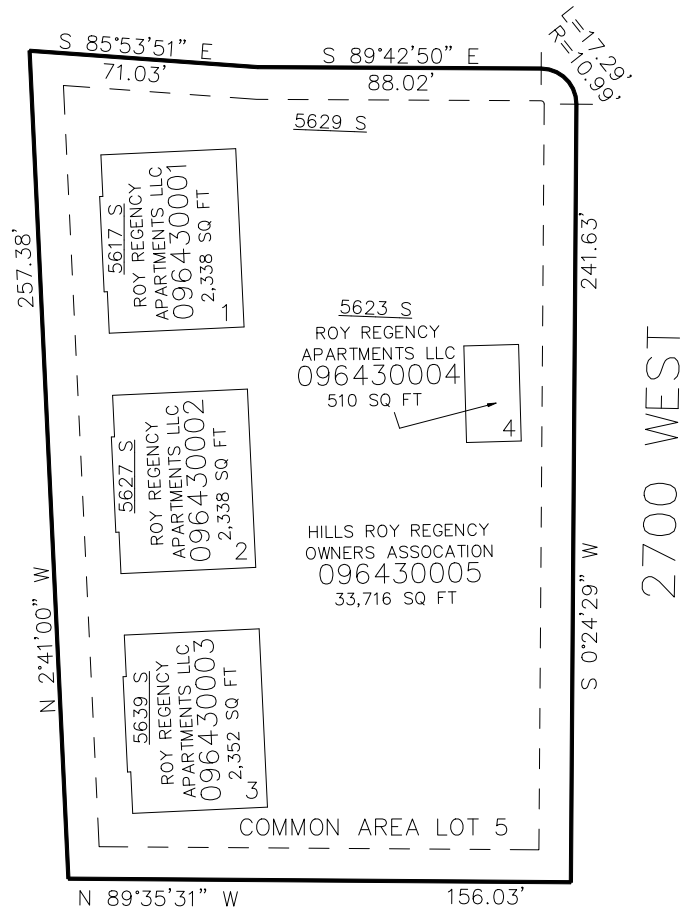 S 85°53'51" E
71.03'
S 89°42'50" E
88.02'
L=17.29'
R=10.99'
5629 S
257.38'
N 2°41'00" W
5617 S
ROY REGENCY
APARTMENTS LLC
096430001
2,338 SQ FT
1
241.63'
S 0°24'29" W
2700 WEST
5623 S
ROY REGENCY
APARTMENTS LLC
096430004
510 SQ FT
4
5627 S
ROY REGENCY
APARTMENTS LLC
096430002
2,338 SQ FT
2
HILLS ROY REGENCY
OWNERS ASSOCATION
096430005
33,716 SQ FT
5639 S
ROY REGENCY
APARTMENTS LLC
096430003
2,352 SQ FT
3
COMMON AREA LOT 5
N 89°35'31" W
156.03'